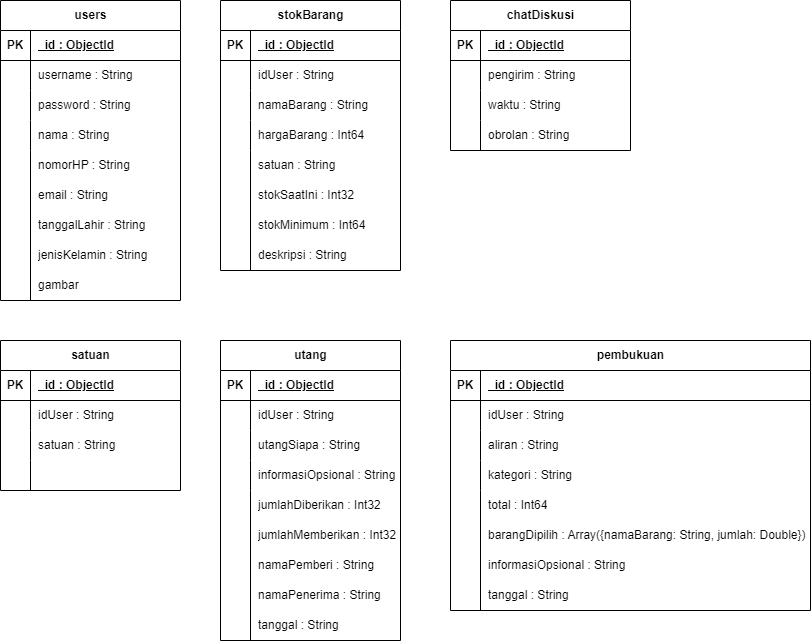 users
PK _id : ObjectId
username : String
password : String
nama : String
nomorHP : String
email : String
tanggalLahir : String
jenisKelamin : String
gambar
stokBarang
PK _id : ObjectId
idUser : String
namaBarang : String
hargaBarang : Int64
satuan : String
stokSaatIni : Int32
stokMinimum : Int64
deskripsi : String
chatDiskusi
PK _id : ObjectId
pengirim : String
waktu : String
obrolan : String
satuan
PK _id : ObjectId
idUser : String
satuan : String
utang
PK _id : ObjectId
idUser : String
utangSiapa : String
informasiOpsional : String
jumlahDiberikan : Int32
jumlahMemberikan : Int32
namaPemberi : String
namaPenerima : String
tanggal : String
pembukuan
PK _id : ObjectId
idUser : String
aliran : String
kategori : String
total : Int64
barangDipilih : Array({namaBarang: String, jumlah: Double})
informasiOpsional : String
tanggal : String